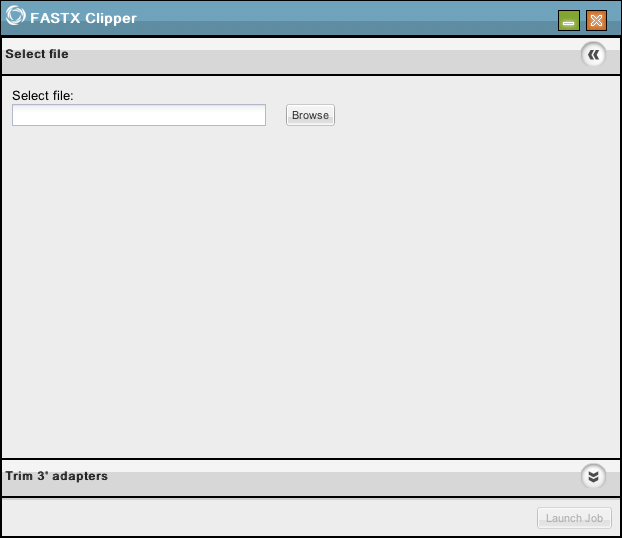 FASTX Clipper
Select file
Select file:
Browse
Trim 3' adapters
Launch Job